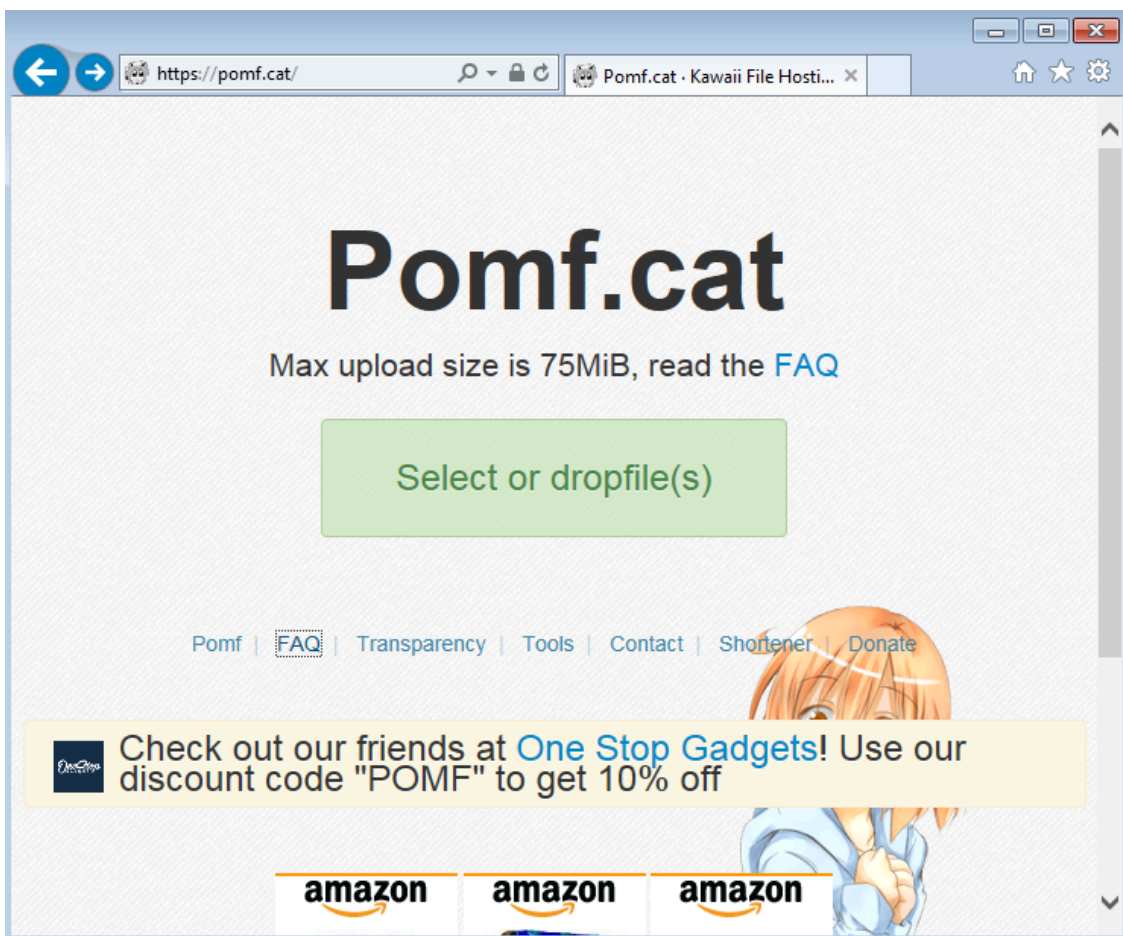 https://pomf.cat/
Pomf.cat · Kawaii File Hosti...
Pomf.cat
Max upload size is 75MiB, read the FAQ
Select or dropfile(s)
Pomf | FAQ | Transparency | Tools | Contact | Shortener | Donate
OneStop
Check out our friends at One Stop Gadgets! Use our
discount code "POMF" to get 10% off
amazon amazon amazon